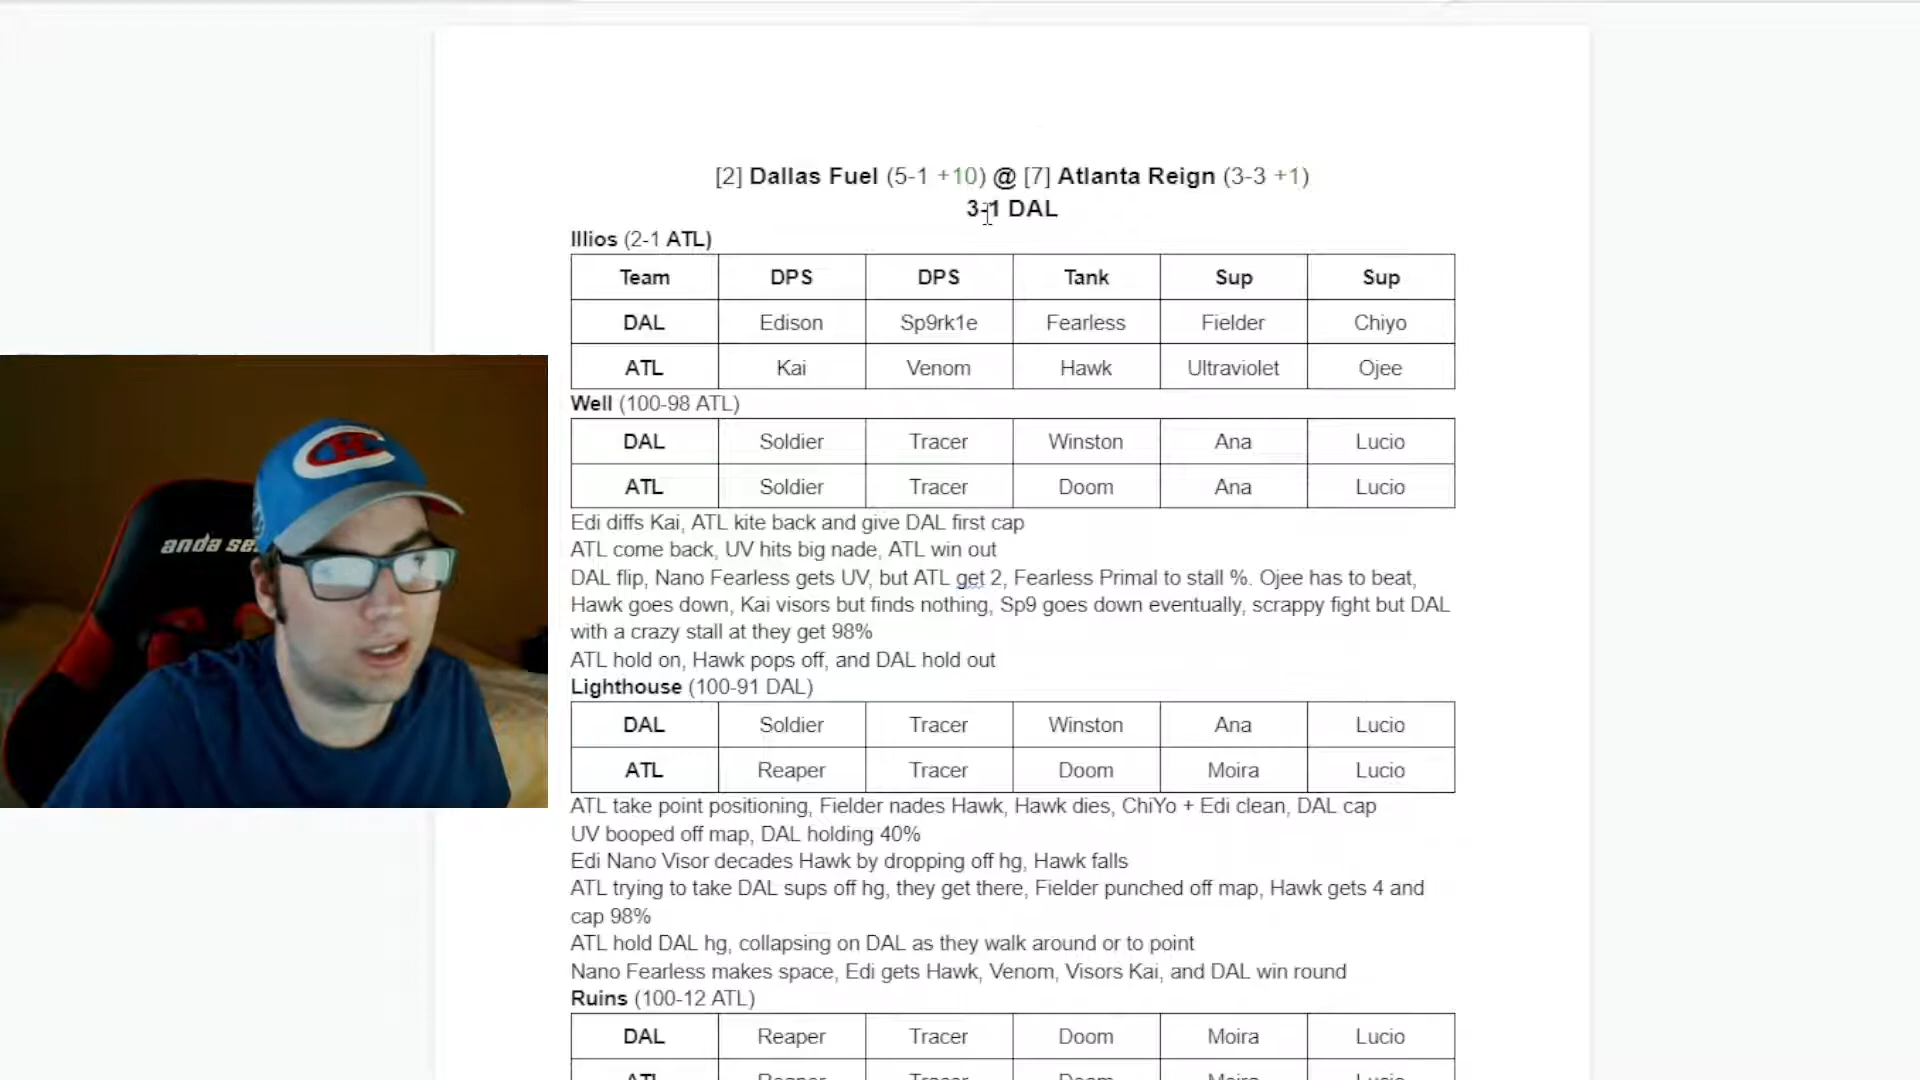 [2] Dallas Fuel (5-1 +10) @ [7] Atlanta Reign (3-3 +1)
3-1 DAL
Illios (2-1 ATL)
Team DPS DPS Tank Sup Sup
DAL Edison Sp9rk1e Fearless Fielder Chiyo
ATL Kai Venom Hawk Ultraviolet Ojee
Well (100-98 ATL)
DAL Soldier Tracer Winston Ana Lucio
ATL Soldier Tracer Doom Ana Lucio
Edi diffs Kai, ATL kite back and give DAL first cap
ATL come back, UV hits big nade, ATL win out
DAL flip, Nano Fearless gets UV, but ATL get 2, Fearless Primal to stall %. Ojee has to beat,
Hawk goes down, Kai visors but finds nothing, Sp9 goes down eventually, scrappy fight but DAL
with a crazy stall at they get 98%
ATL hold on, Hawk pops off, and DAL hold out
Lighthouse (100-91 DAL)
DAL Soldier Tracer Winston Ana Lucio
ATL Reaper Tracer Doom Moira Lucio
ATL take point positioning, Fielder nades Hawk, Hawk dies, ChiYo + Edi clean, DAL cap
UV booped off map, DAL holding 40%
Edi Nano Visor decades Hawk by dropping off hg, Hawk falls
ATL trying to take DAL sups off hg, they get there, Fielder punched off map, Hawk gets 4 and
cap 98%
ATL hold DAL hg, collapsing on DAL as they walk around or to point
Nano Fearless makes space, Edi gets Hawk, Venom, Visors Kai, and DAL win round
Ruins (100-12 ATL)
DAL Reaper Tracer Doom Moira Lucio
ATL Reaper Tracer Doom Moira Lucio
anda se